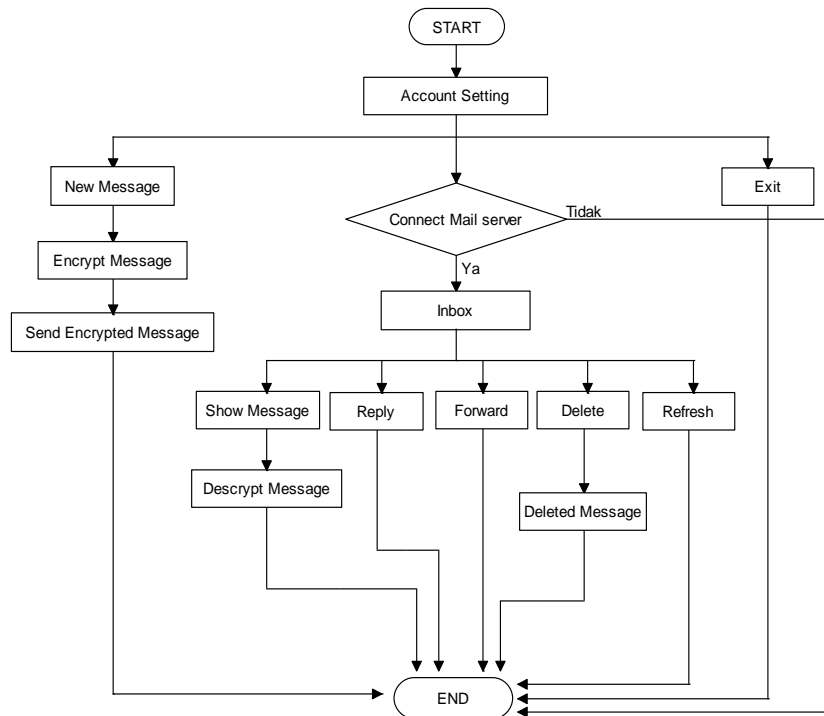 START
Account Setting
New Message
Exit
Connect Mail server
Tidak
Encrypt Message
Ya
Inbox
Send Encrypted Message
Show Message
Reply
Forward
Delete
Refresh
Descrypt Message
Deleted Message
END